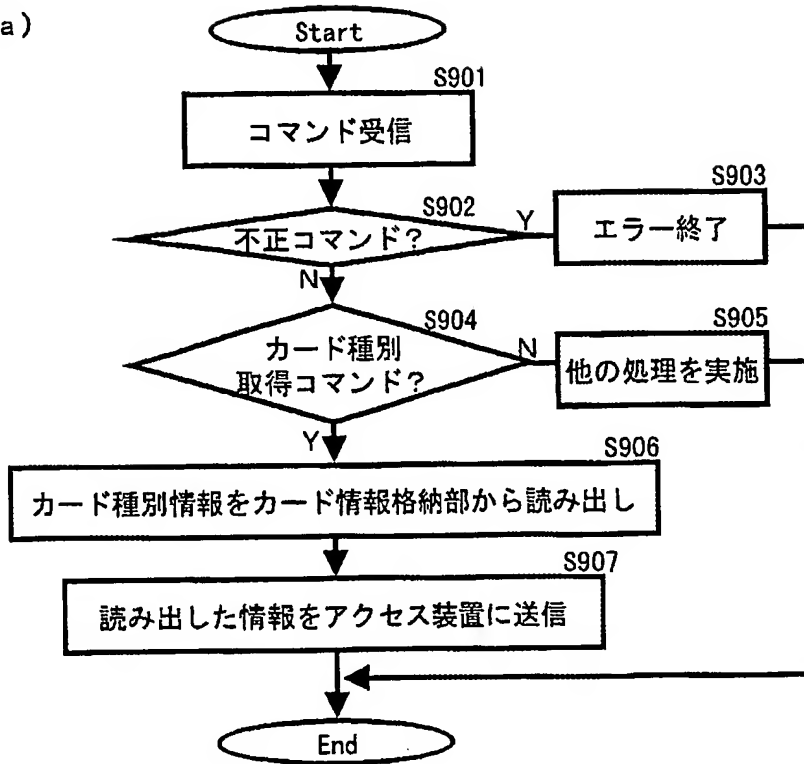 a)
Start
S901
コマンド受信
S902
不正コマンド?
Y
S903
エラー終了
N
S904
カード種別
取得コマンド?
N
S905
他の処理を実施
Y
S906
カード種別情報をカード情報格納部から読み出し
S907
読み出した情報をアクセス装置に送信
End